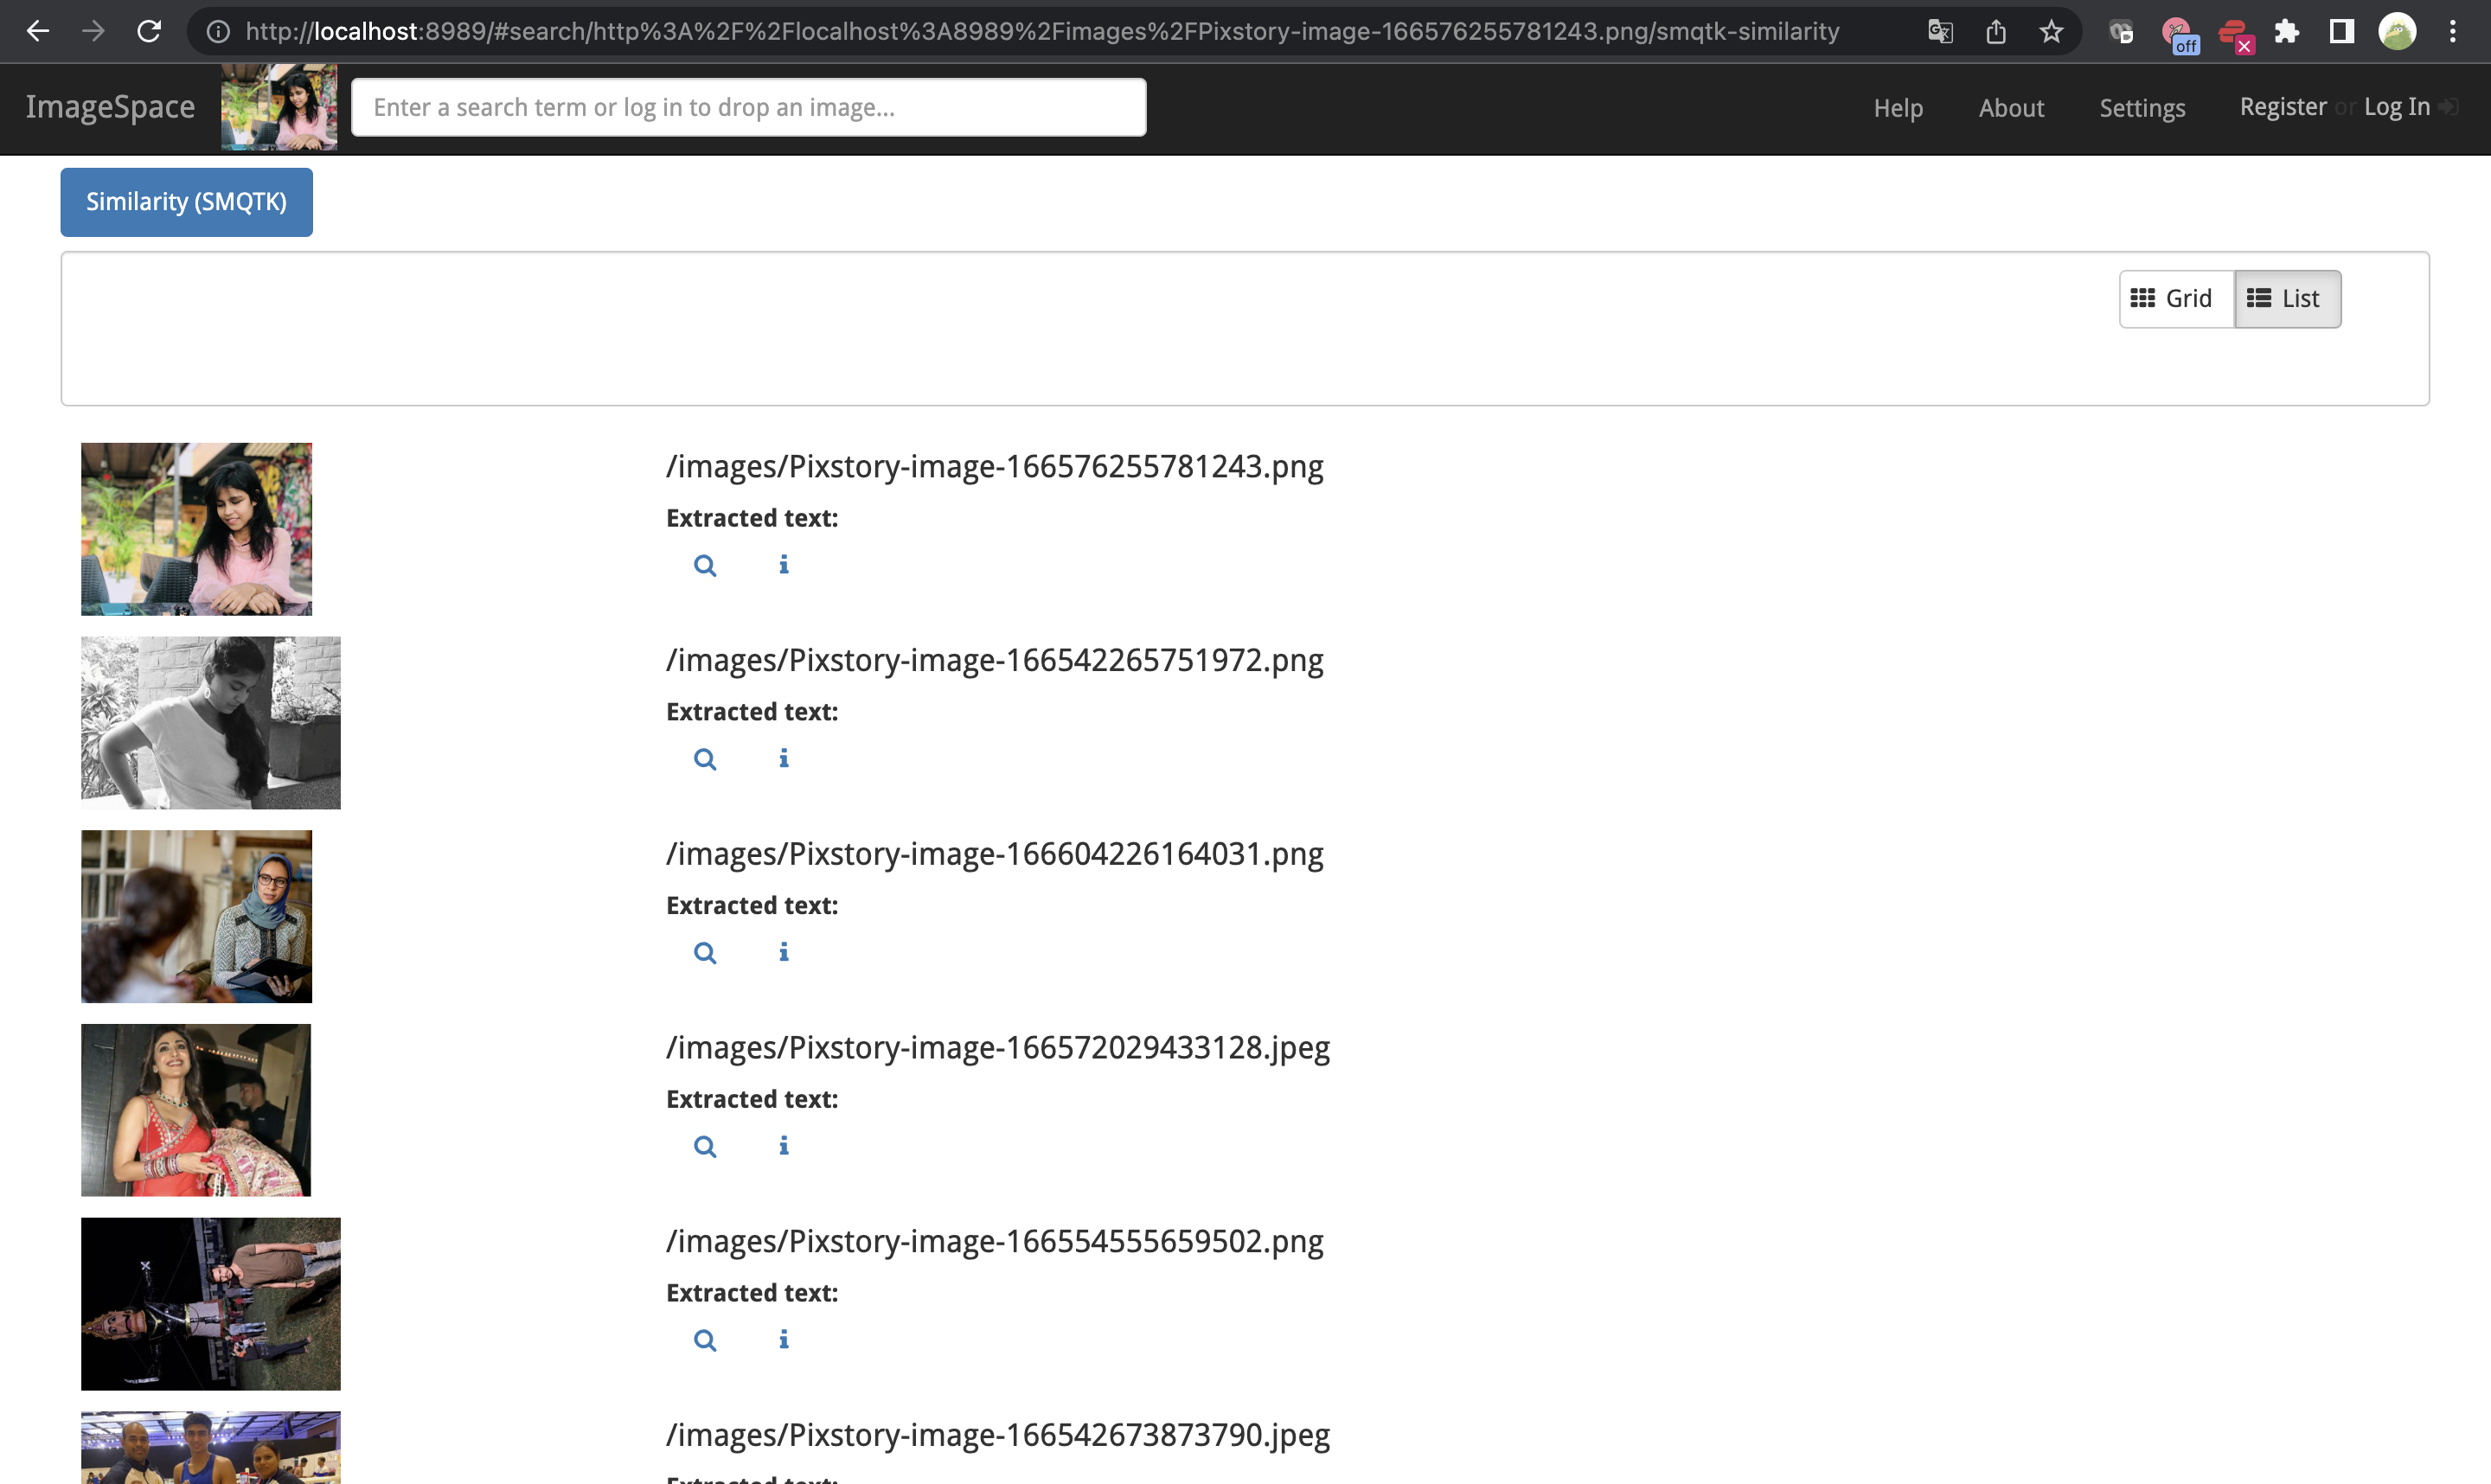 http://localhost:8989/#search/http%3A%2F%2Flocalhost%3A8989%2Fimages%2FPixstory-image-166576255781243.png/smqtk-similarity
off
ImageSpace
Enter a search term or log in to drop an image...
Help
About
Settings
Register or Log In
Similarity (SMQTK)
Grid
List
/images/Pixstory-image-166576255781243.png
Extracted text:
/images/Pixstory-image-166542265751972.png
Extracted text:
/images/Pixstory-image-166604226164031.png
Extracted text:
/images/Pixstory-image-166572029433128.jpeg
Extracted text:
/images/Pixstory-image-166554555659502.png
Extracted text:
/images/Pixstory-image-166542673873790.jpeg
Extracted text: